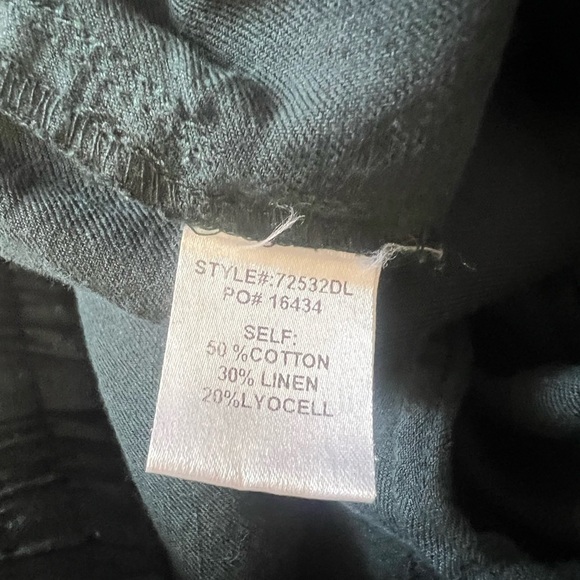 STYLE#:72532DL
PO# 16434
SELF:
50 %COTTON
30% LINEN
20%LYOCELL